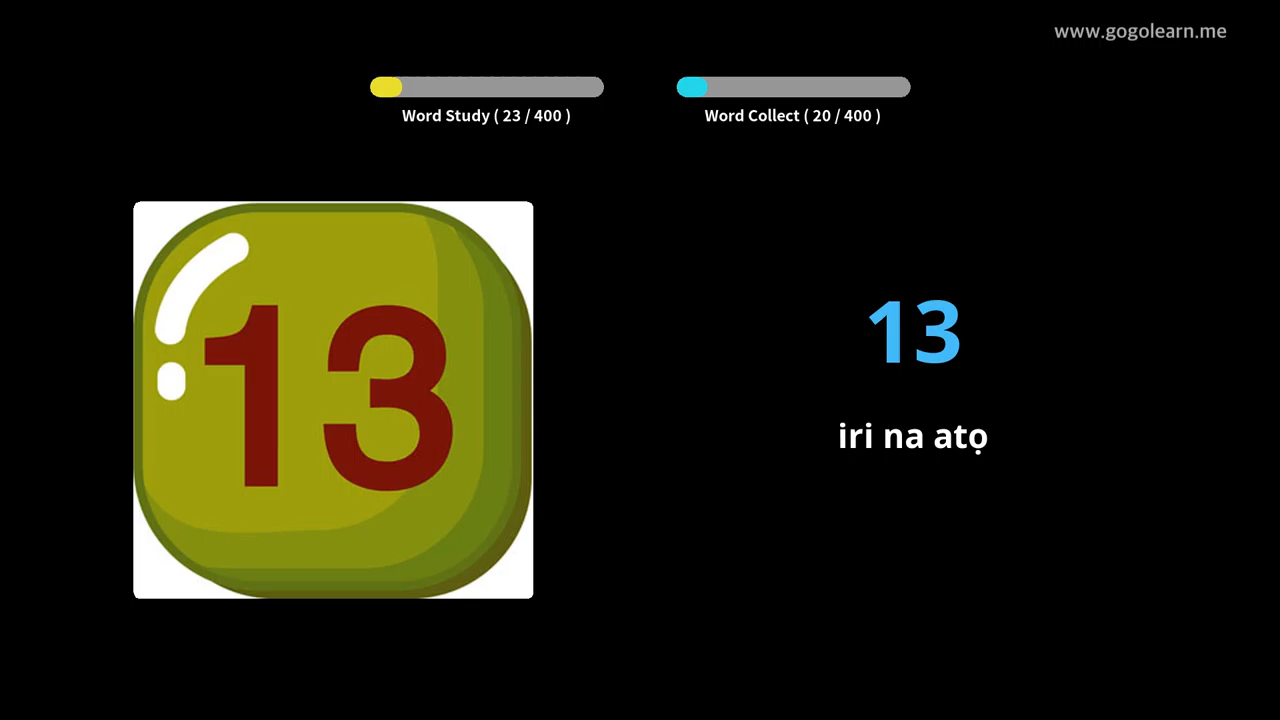 www.gogolearn.me
Word Study ( 23 / 400 )
Word Collect ( 20 / 400 )
13
13
iri na atọ